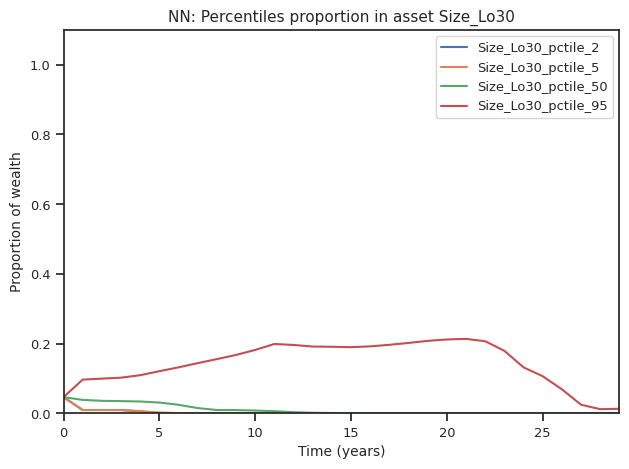 NN: Percentiles proportion in asset Size_Lo30
Size_Lo30_pctile_2
Size_Lo30_pctile_5
Size_Lo30_pctile_50
Size_Lo30_pctile_95
Proportion of wealth
1.0
0.8
0.6
0.4
0.2
0.0
0 5 10 15 20 25
Time (years)